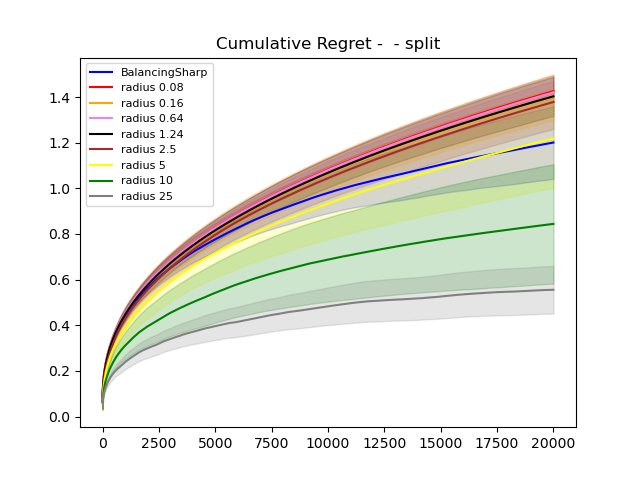 Cumulative Regret -  - split
BalancingSharp
radius 0.08
radius 0.16
radius 0.64
radius 1.24
radius 2.5
radius 5
radius 10
radius 25
1.4
1.2
1.0
0.8
0.6
0.4
0.2
0.0
0 2500 5000 7500 10000 12500 15000 17500 20000